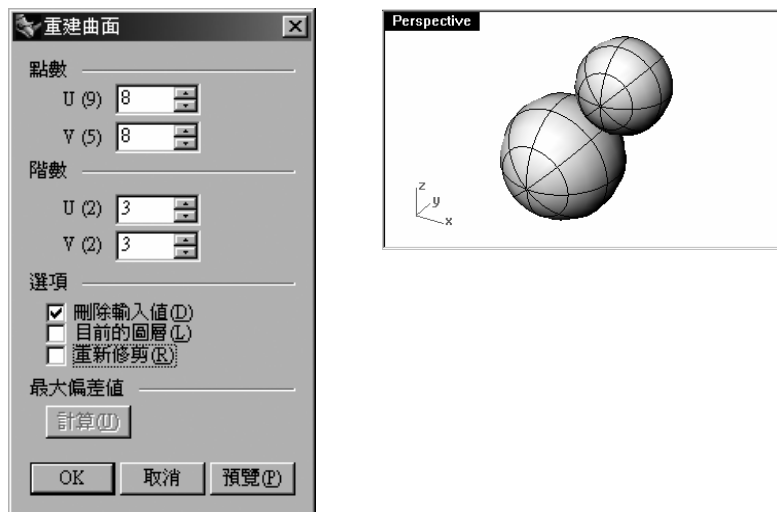 重建曲面
點數
U (9) 8
V (5) 8
階數
U (2) 3
V (2) 3
選項
刪除輸入值(D)
目前的圖層(L)
重新修剪(R)
最大偏差值
計算(U)
OK 取消 預覽(P)
Perspective
z
y
x